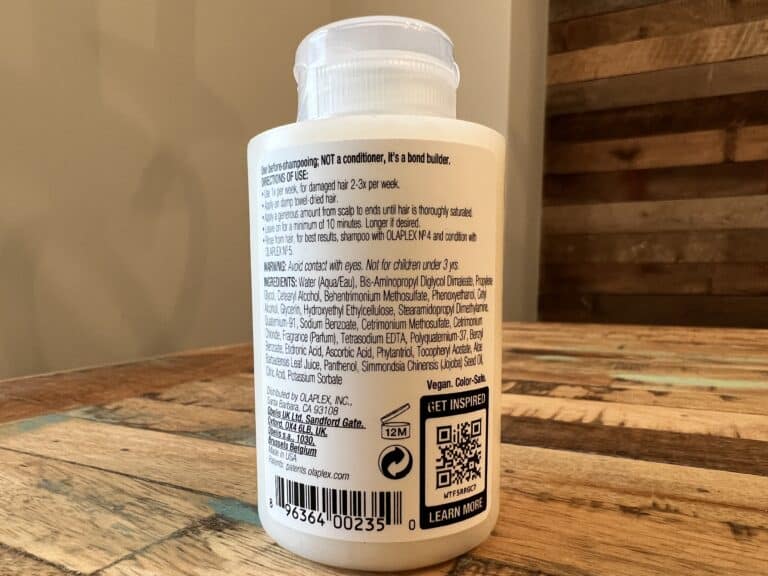 Use before-shampooing; NOT a conditioner, it's a bond builder.
DIRECTIONS OF USE:
• Use 1x per week, for damaged hair 2-3x per week.
• Apply on damp towel-dried hair.
• Apply a generous amount from scalp to ends until hair is thoroughly saturated.
• Leave on for a minimum of 10 minutes. Longer if desired.
• Rinse from hair, for best results, shampoo with OLAPLEX Nº4 and condition with
OLAPLEX Nº5.
WARNING: Avoid contact with eyes. Not for children under 3 yrs.
INGREDIENTS: Water (Aqua/Eau), Bis-Aminopropyl Diglycol Dimaleate, Propylene
Glycol, Cetearyl Alcohol, Behentrimonium Methosulfate, Phenoxyethanol, Cetyl
Alcohol, Glycerin, Hydroxyethyl Ethylcellulose, Stearamidopropyl Dimethylamine,
Quaternium-91, Sodium Benzoate, Cetrimonium Methosulfate, Cetrimonium
Chloride, Fragrance (Parfum), Tetrasodium EDTA, Polyquaternium-37, Benzyl
Benzoate, Etidronic Acid, Ascorbic Acid, Phytantriol, Tocopheryl Acetate, Aloe
Barbadensis Leaf Juice, Panthenol, Simmondsia Chinensis (Jojoba) Seed Oil,
Citric Acid, Potassium Sorbate
Vegan. Color-Safe.
Distributed by OLAPLEX, INC.,
Santa Barbara, CA 93108
Obelis UK Ltd, Sandford Gate,
Oxford, OX4 6LB, UK.
Obelis s.a., 1030,
Brussels Belgium
Made in USA
Patents: patents.olaplex.com
12M
GET INSPIRED
WTFSRRGC7
LEARN MORE
8 96364 00235 0